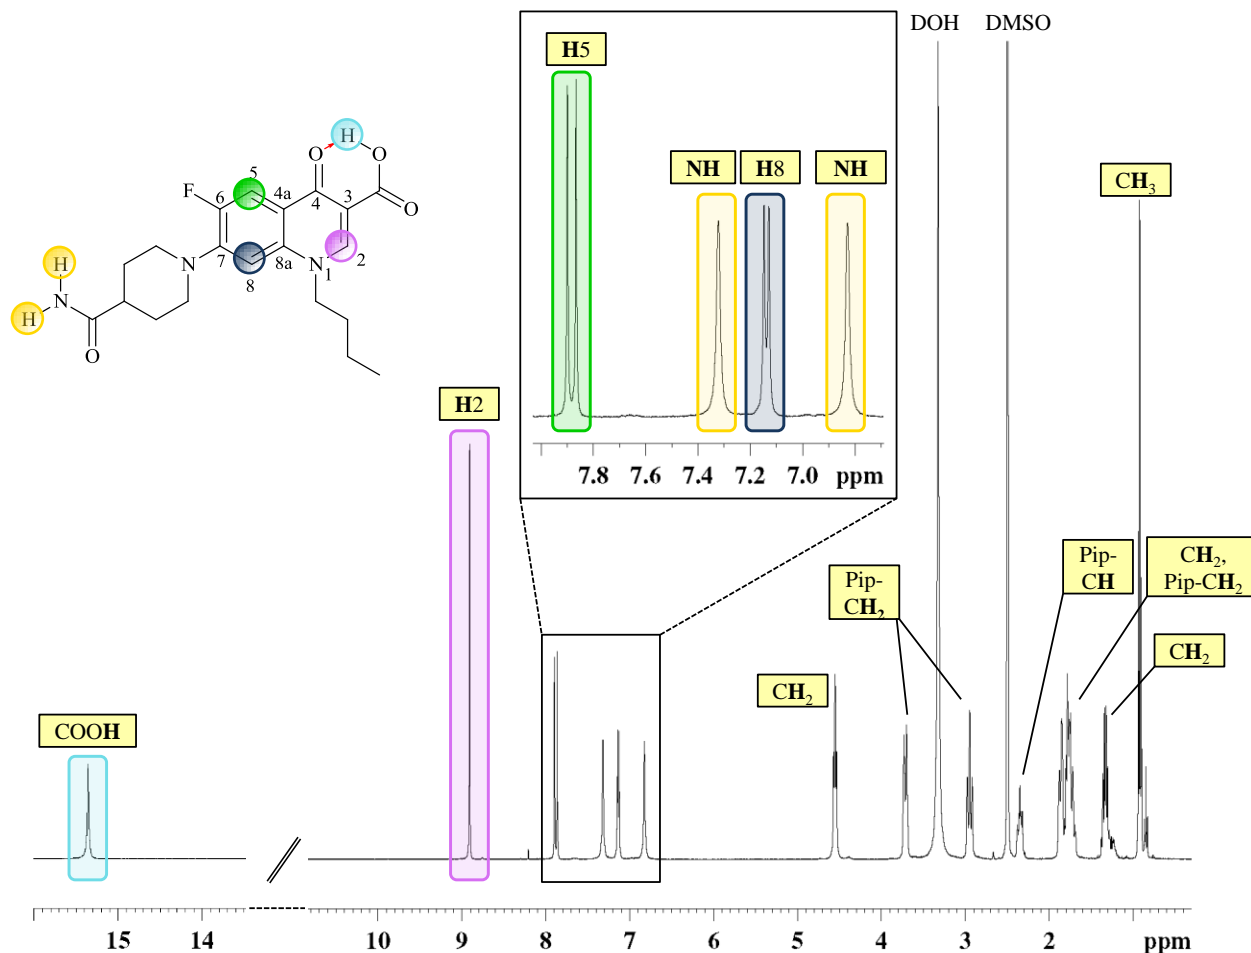 DOH
DMSO
H5
NH
H8
NH
CH3
7.8
7.6
7.4
7.2
7.0
ppm
H
O
O
O
5
4a
4
3
F
6
7
8
8a
2
N
N
1
H
N
H
O
H2
COOH
CH2
Pip-
CH2
Pip-
CH
CH2,
Pip-CH2
CH2
15
14
10
9
8
7
6
5
4
3
2
ppm